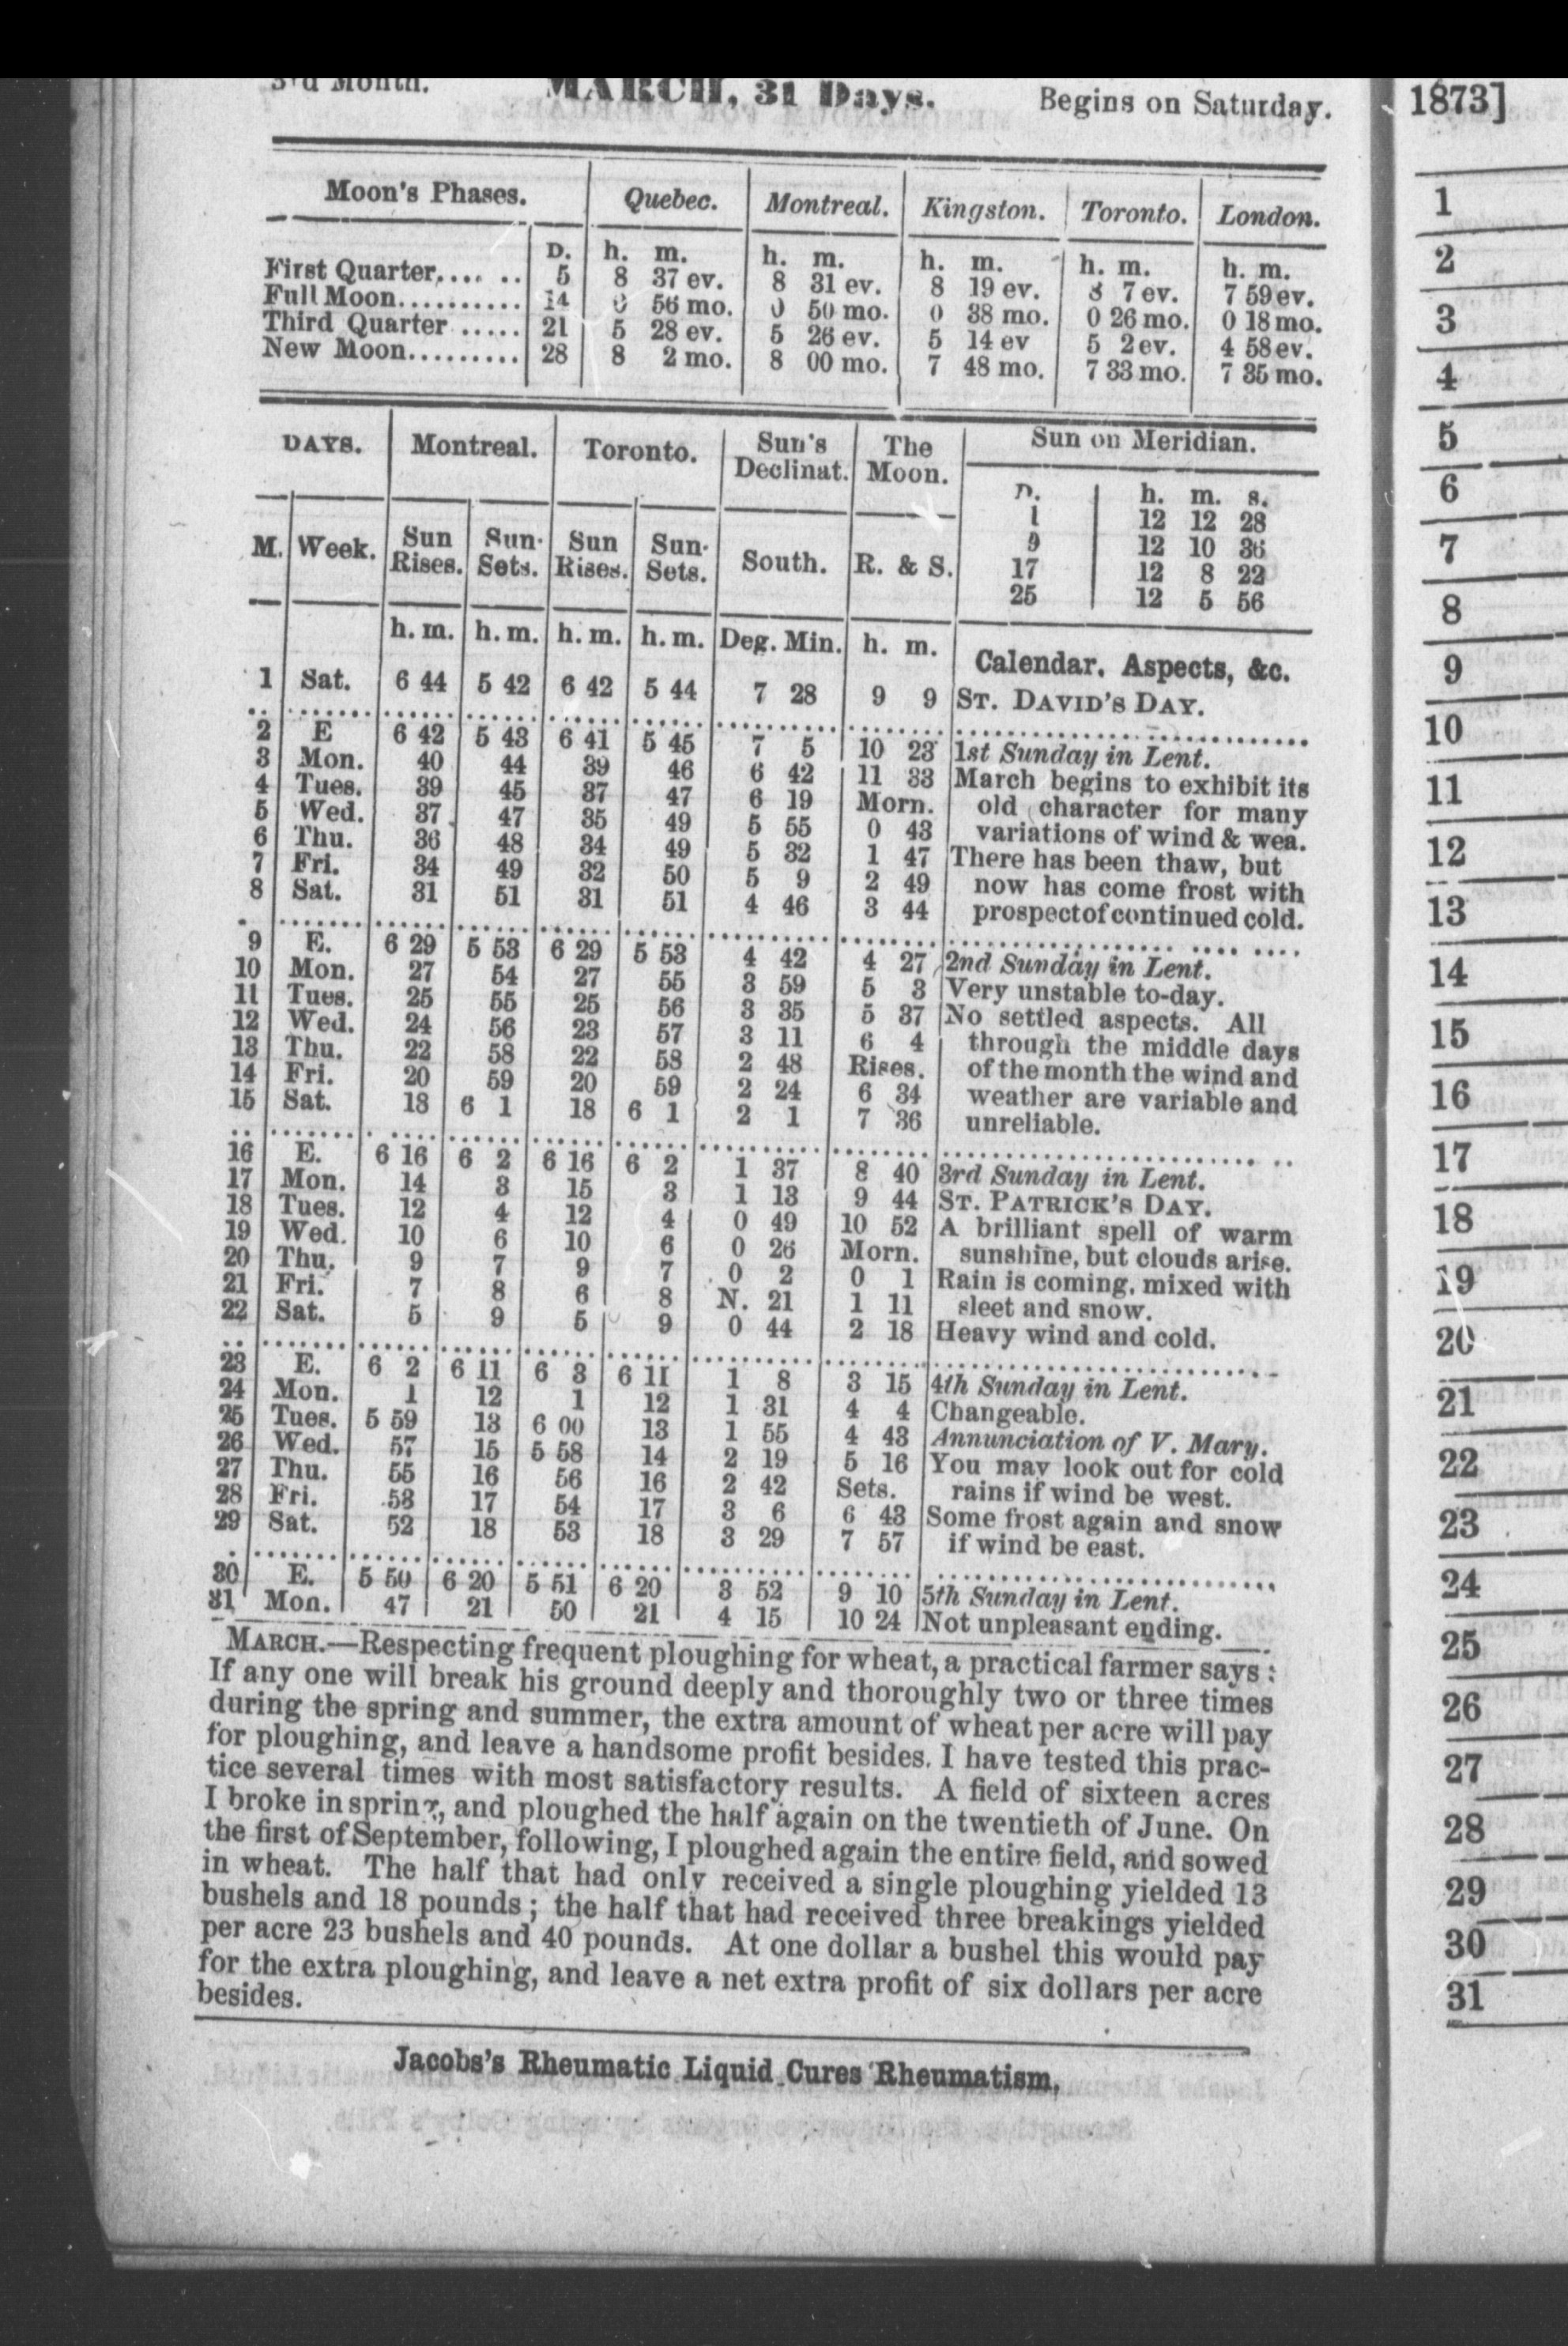 3rd Month. MARCH, 31 Days. Begins on Saturday.
Moon's Phases. Quebec. Montreal. Kingston. Toronto. London.
D. h. m. h. m. h. m. h. m. h. m.
First Quarter...... 5 8 37 ev. 8 31 ev. 8 19 ev. 8 7 ev. 7 59 ev.
Full Moon.......... 14 0 56 mo. 0 50 mo. 0 38 mo. 0 26 mo. 0 18 mo.
Third Quarter ..... 21 5 28 ev. 5 26 ev. 5 14 ev 5 2 ev. 4 58 ev.
New Moon......... 28 8 2 mo. 8 00 mo. 7 48 mo. 7 33 mo. 7 35 mo.
DAYS. Montreal. Toronto. Sun's Declinat. The Moon. Sun on Meridian.
D. h. m. s.
1 12 12 28
9 12 10 36
17 12 8 22
25 12 5 56
M. Week. Sun Rises. Sun- Sets. Sun Rises. Sun- Sets. South. R. & S.
h. m. h. m. h. m. h. m. Deg. Min. h. m. Calendar, Aspects, &c.
1 Sat. 6 44 5 42 6 42 5 44 7 28 9 9 ST. DAVID'S DAY.
2 E 6 42 5 43 6 41 5 45 7 5 10 23 1st Sunday in Lent.
3 Mon. 40 44 39 46 6 42 11 33 March begins to exhibit its
4 Tues. 39 45 37 47 6 19 Morn. old character for many
5 Wed. 37 47 35 49 5 55 0 43 variations of wind & wea.
6 Thu. 36 48 34 49 5 32 1 47 There has been thaw, but
7 Fri. 34 49 32 50 5 9 2 49 now has come frost with
8 Sat. 31 51 31 51 4 46 3 44 prospect of continued cold.
9 E. 6 29 5 53 6 29 5 53 4 42 4 27 2nd Sunday in Lent.
10 Mon. 27 54 27 55 3 59 5 3 Very unstable to-day.
11 Tues. 25 55 25 56 3 35 5 37 No settled aspects. All
12 Wed. 24 56 23 57 3 11 6 4 through the middle days
13 Thu. 22 58 22 58 2 48 Rises. of the month the wind and
14 Fri. 20 59 20 59 2 24 6 34 weather are variable and
15 Sat. 18 6 1 18 6 1 2 1 7 36 unreliable.
16 E. 6 16 6 2 6 16 6 2 1 37 8 40 3rd Sunday in Lent.
17 Mon. 14 3 15 3 1 13 9 44 ST. PATRICK'S DAY.
18 Tues. 12 4 12 4 0 49 10 52 A brilliant spell of warm
19 Wed. 10 6 10 6 0 26 Morn. sunshine, but clouds arise.
20 Thu. 9 7 9 7 0 2 0 1 Rain is coming, mixed with
21 Fri. 7 8 6 8 N. 21 1 11 sleet and snow.
22 Sat. 5 9 5 9 0 44 2 18 Heavy wind and cold.
23 E. 6 2 6 11 6 3 6 11 1 8 3 15 4th Sunday in Lent.
24 Mon. 1 12 1 12 1 31 4 4 Changeable.
25 Tues. 5 59 13 6 00 13 1 55 4 43 Annunciation of V. Mary.
26 Wed. 57 15 5 58 14 2 19 5 16 You may look out for cold
27 Thu. 55 16 56 16 2 42 Sets. rains if wind be west.
28 Fri. 53 17 54 17 3 6 6 43 Some frost again and snow
29 Sat. 52 18 53 18 3 29 7 57 if wind be east.
30 E. 5 50 6 20 5 51 6 20 3 52 9 10 5th Sunday in Lent.
31 Mon. 47 21 50 21 4 15 10 24 Not unpleasant ending.
MARCH.—Respecting frequent ploughing for wheat, a practical farmer says:
If any one will break his ground deeply and thoroughly two or three times
during the spring and summer, the extra amount of wheat per acre will pay
for ploughing, and leave a handsome profit besides. I have tested this prac-
tice several times with most satisfactory results. A field of sixteen acres
I broke in spring, and ploughed the half again on the twentieth of June. On
the first of September, following, I ploughed again the entire field, and sowed
in wheat. The half that had only received a single ploughing yielded 13
bushels and 18 pounds; the half that had received three breakings yielded
per acre 23 bushels and 40 pounds. At one dollar a bushel this would pay
for the extra ploughing, and leave a net extra profit of six dollars per acre
besides.
Jacobs's Rheumatic Liquid Cures Rheumatism,
1873]
1
2
3
4
5
6
7
8
9
10
11
12
13
14
15
16
17
18
19
20
21
22
23
24
25
26
27
28
29
30
31